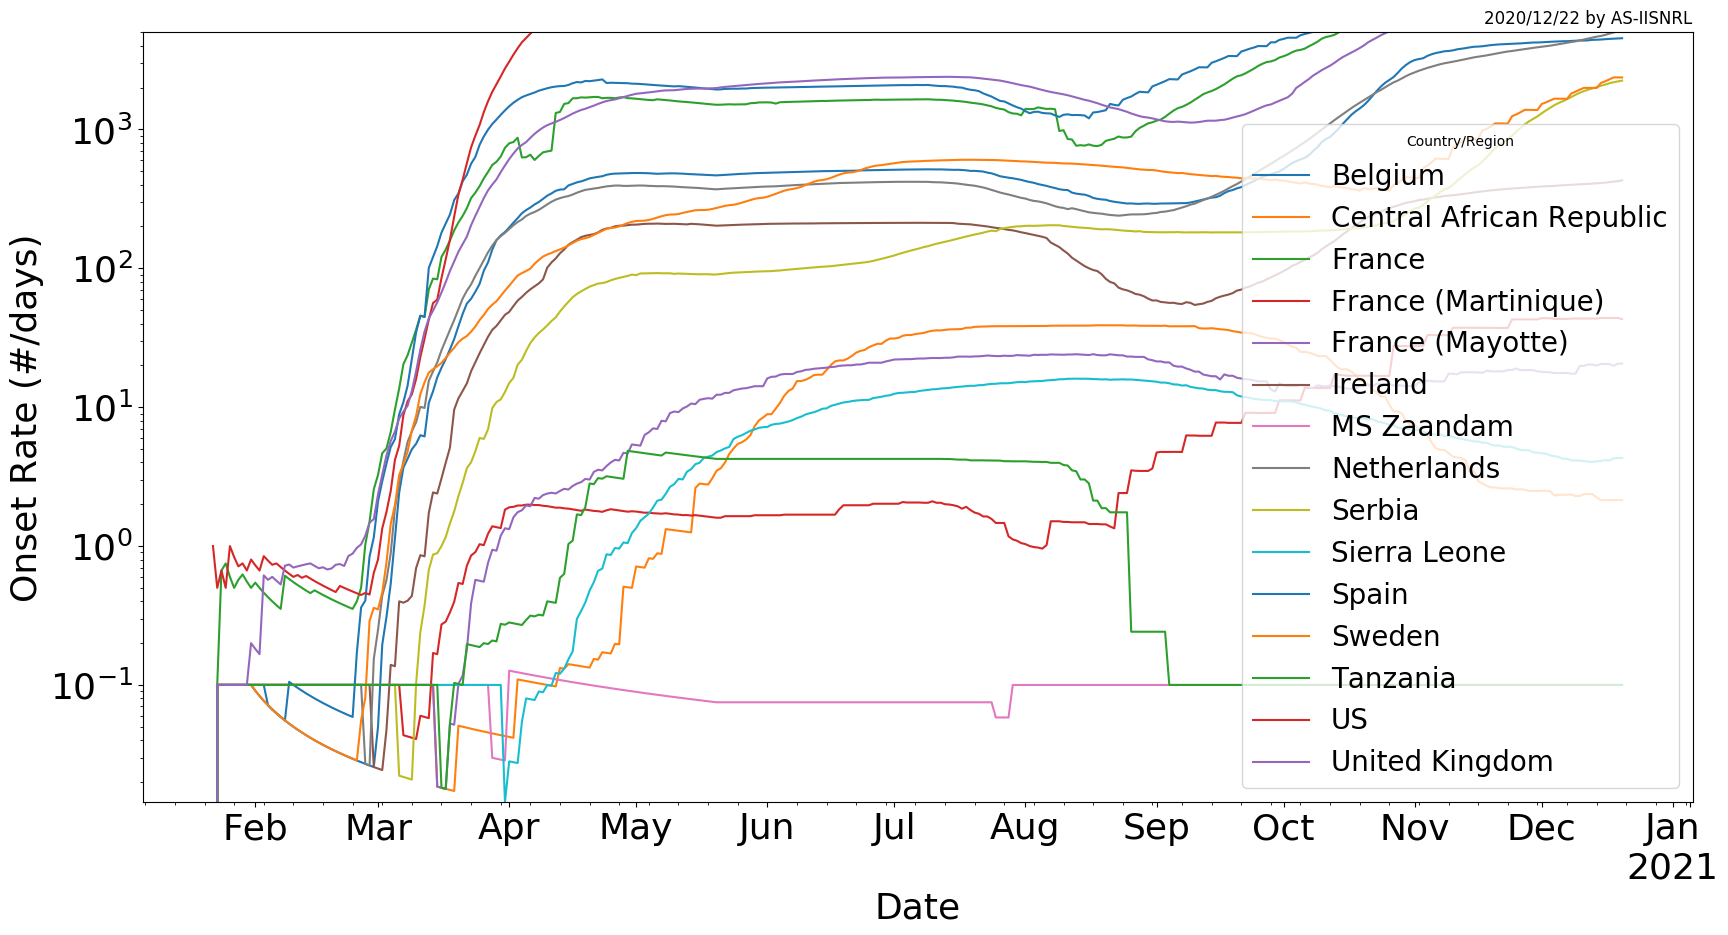 2020/12/22 by AS-IISNRL
Onset Rate (#/days)
10³
10²
10¹
10⁰
10⁻¹
Country/Region
Belgium
Central African Republic
France
France (Martinique)
France (Mayotte)
Ireland
MS Zaandam
Netherlands
Serbia
Sierra Leone
Spain
Sweden
Tanzania
US
United Kingdom
Feb Mar Apr May Jun Jul Aug Sep Oct Nov Dec Jan
2021
Date